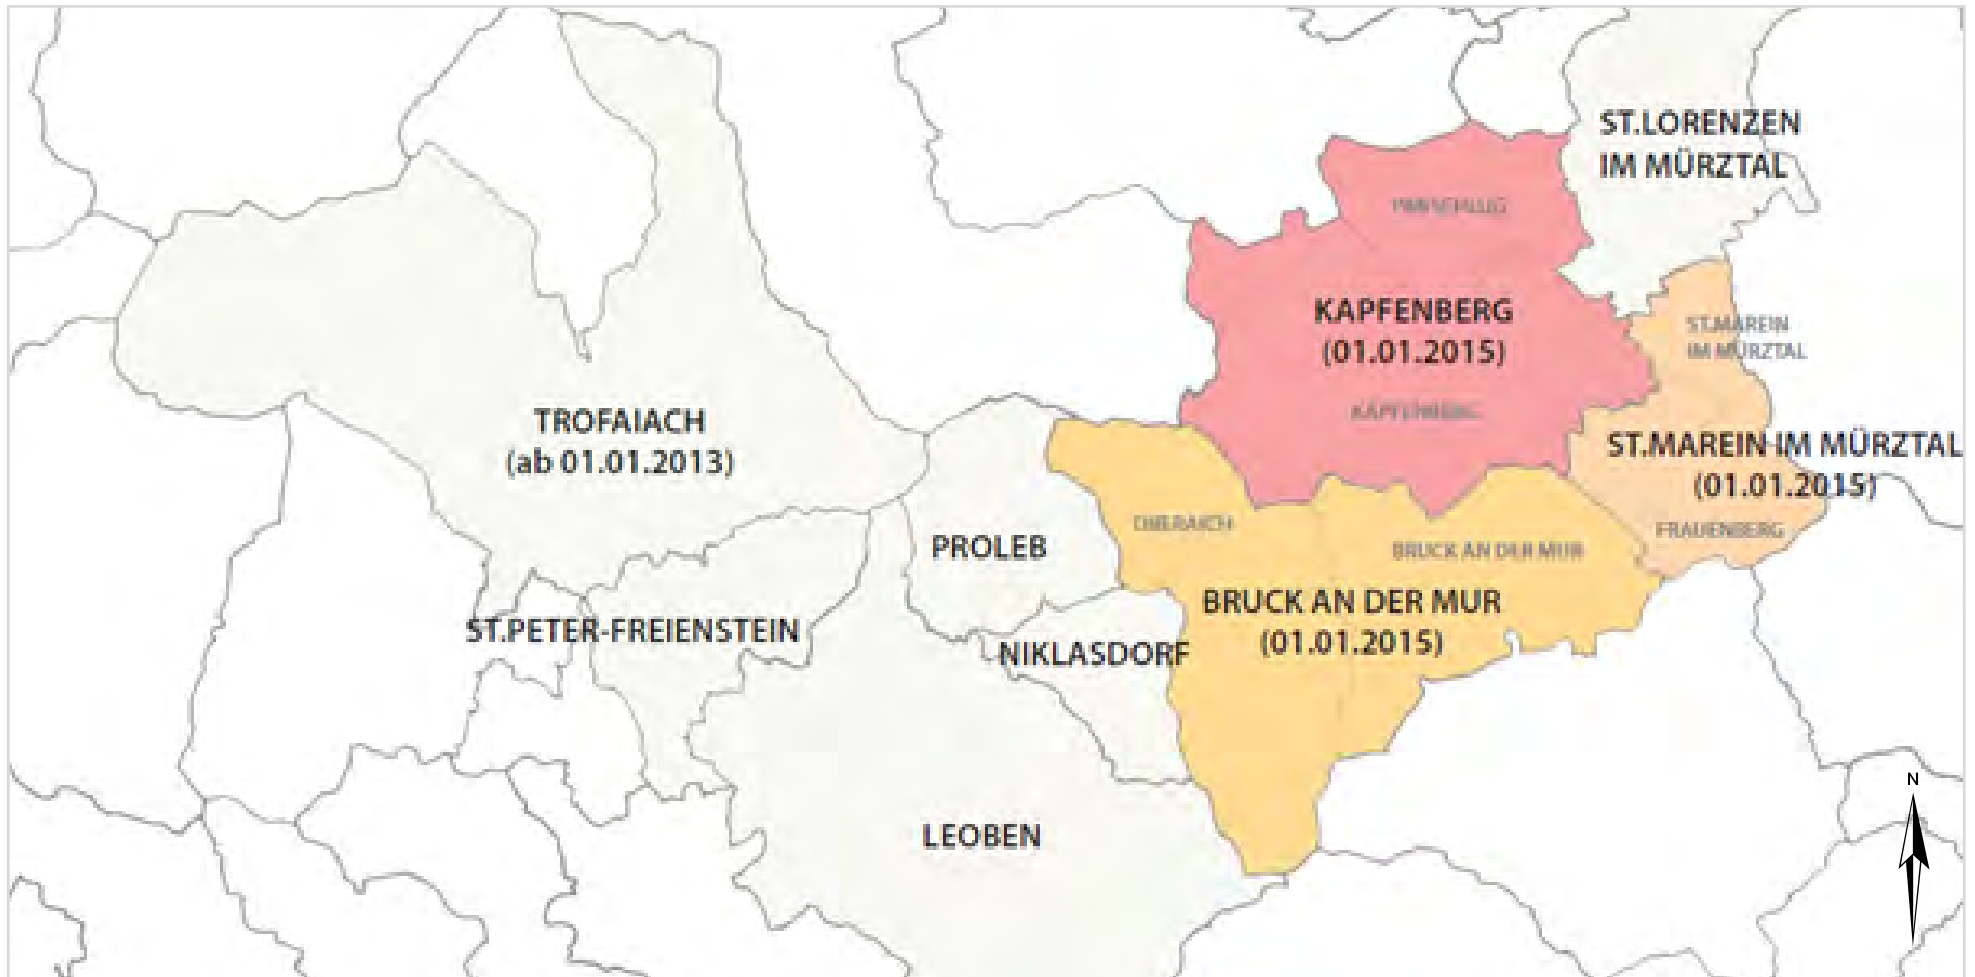 ST.LORENZEN
IM MÜRZTAL
PARSCHLUG
KAPFENBERG
(01.01.2015)
ST.MAREIN
IM MÜRZTAL
KAPFENBERG
TROFAIACH
(ab 01.01.2013)
ST.MAREIN IM MÜRZTAL
(01.01.2015)
OBERAICH
FRAUENBERG
PROLEB
BRUCK AN DER MUR
BRUCK AN DER MUR
(01.01.2015)
ST.PETER-FREIENSTEIN
NIKLASDORF
N
LEOBEN